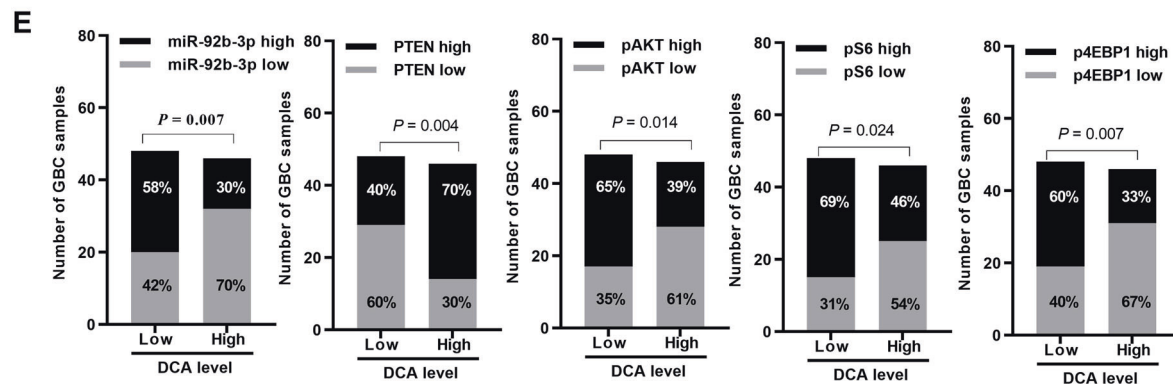 E
miR-92b-3p high
miR-92b-3p low
Number of GBC samples
80
60
40
20
0
P = 0.007
58%
30%
42%
70%
Low
High
DCA level
PTEN high
PTEN low
Number of GBC samples
80
60
40
20
0
P = 0.004
40%
70%
60%
30%
Low
High
DCA level
pAKT high
pAKT low
Number of GBC samples
80
60
40
20
0
P = 0.014
65%
39%
35%
61%
Low
High
DCA level
pS6 high
pS6 low
Number of GBC samples
80
60
40
20
0
P = 0.024
69%
46%
31%
54%
Low
High
DCA level
p4EBP1 high
p4EBP1 low
Number of GBC samples
60
40
20
0
P = 0.007
60%
33%
40%
67%
Low
High
DCA level